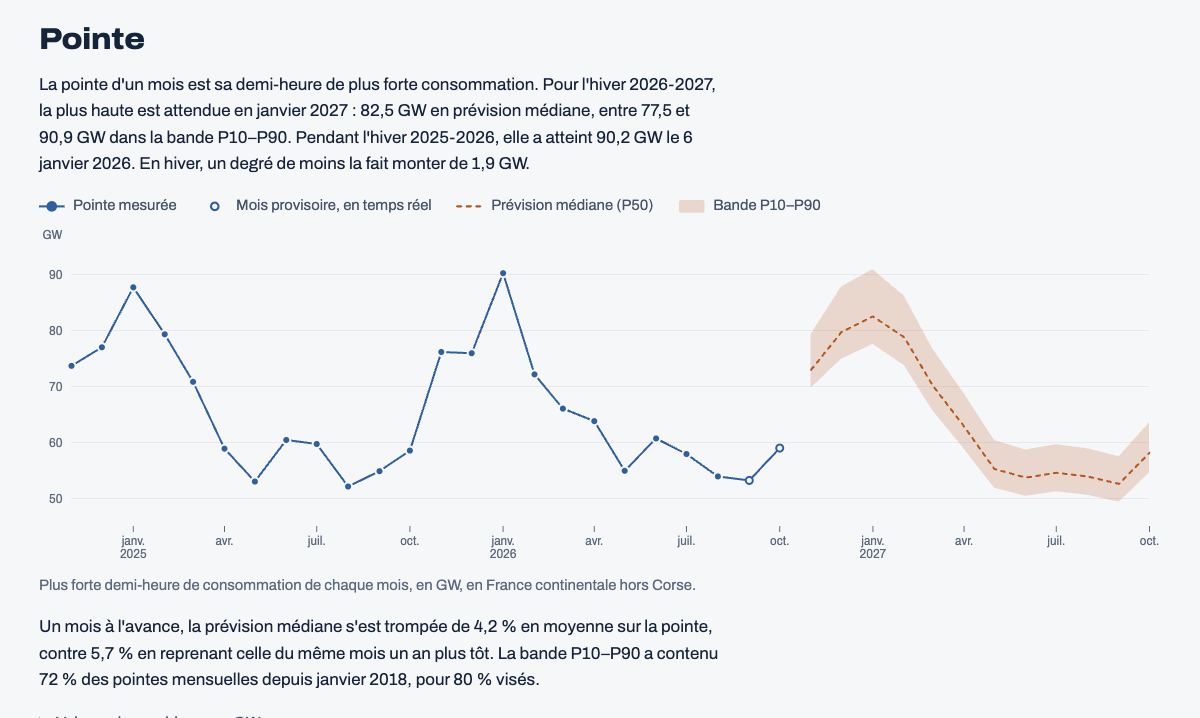 Pointe
La pointe d'un mois est sa demi-heure de plus forte consommation. Pour l'hiver 2026-2027,
la plus haute est attendue en janvier 2027 : 82,5 GW en prévision médiane, entre 77,5 et
90,9 GW dans la bande P10–P90. Pendant l'hiver 2025-2026, elle a atteint 90,2 GW le 6
janvier 2026. En hiver, un degré de moins la fait monter de 1,9 GW.
Pointe mesurée Mois provisoire, en temps réel Prévision médiane (P50) Bande P10–P90
GW
90
80
70
60
50
janv. avr. juil. oct. janv. avr. juil. oct. janv. avr. juil. oct.
2025 2026 2027
Plus forte demi-heure de consommation de chaque mois, en GW, en France continentale hors Corse.
Un mois à l'avance, la prévision médiane s'est trompée de 4,2 % en moyenne sur la pointe,
contre 5,7 % en reprenant celle du même mois un an plus tôt. La bande P10–P90 a contenu
72 % des pointes mensuelles depuis janvier 2018, pour 80 % visés.